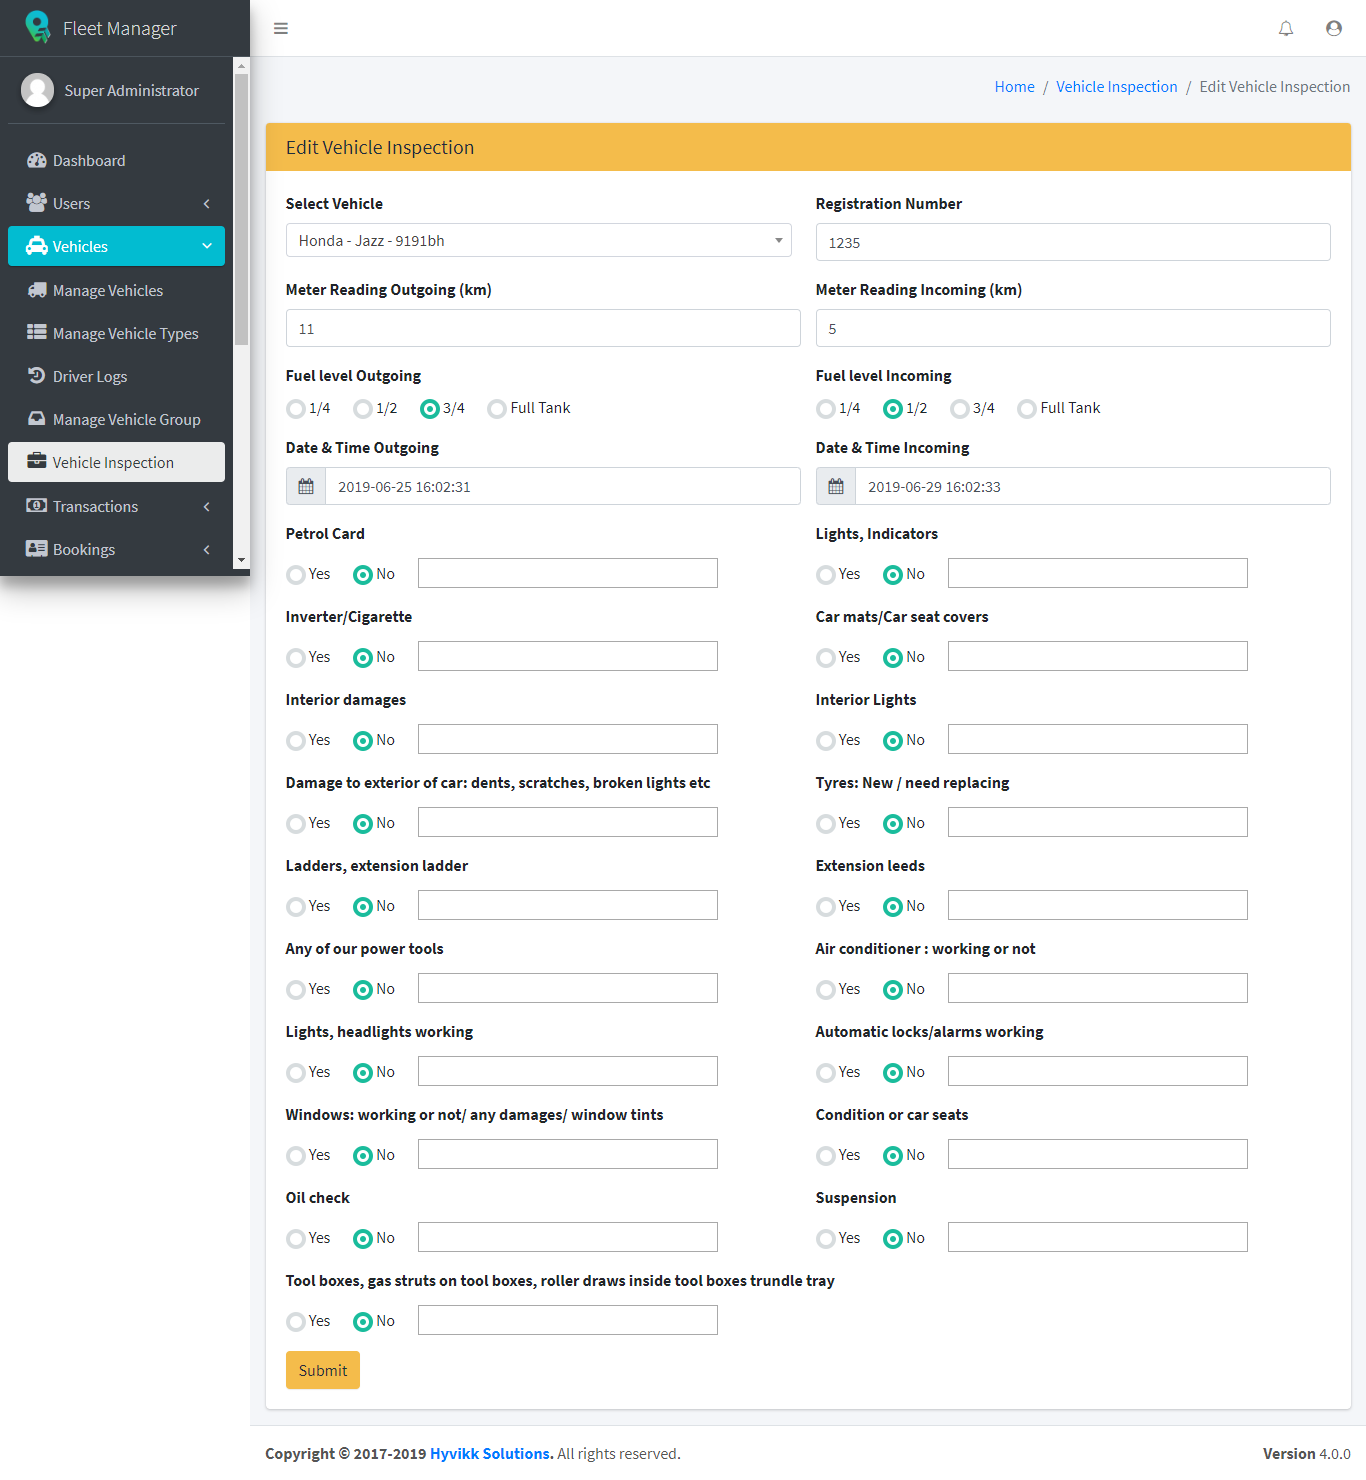 Fleet Manager
Super Administrator
Dashboard
Users
Vehicles
Manage Vehicles
Manage Vehicle Types
Driver Logs
Manage Vehicle Group
Vehicle Inspection
Transactions
Bookings
Home / Vehicle Inspection / Edit Vehicle Inspection
Edit Vehicle Inspection
Select Vehicle Registration Number
Honda - Jazz - 9191bh 1235
Meter Reading Outgoing (km) Meter Reading Incoming (km)
11 5
Fuel level Outgoing Fuel level Incoming
1/4 1/2 3/4 Full Tank 1/4 1/2 3/4 Full Tank
Date & Time Outgoing Date & Time Incoming
2019-06-25 16:02:31 2019-06-29 16:02:33
Petrol Card Lights, Indicators
Yes No Yes No
Inverter/Cigarette Car mats/Car seat covers
Yes No Yes No
Interior damages Interior Lights
Yes No Yes No
Damage to exterior of car: dents, scratches, broken lights etc Tyres: New / need replacing
Yes No Yes No
Ladders, extension ladder Extension leeds
Yes No Yes No
Any of our power tools Air conditioner : working or not
Yes No Yes No
Lights, headlights working Automatic locks/alarms working
Yes No Yes No
Windows: working or not/ any damages/ window tints Condition or car seats
Yes No Yes No
Oil check Suspension
Yes No Yes No
Tool boxes, gas struts on tool boxes, roller draws inside tool boxes trundle tray
Yes No
Submit
Copyright © 2017-2019 Hyvikk Solutions. All rights reserved. Version 4.0.0